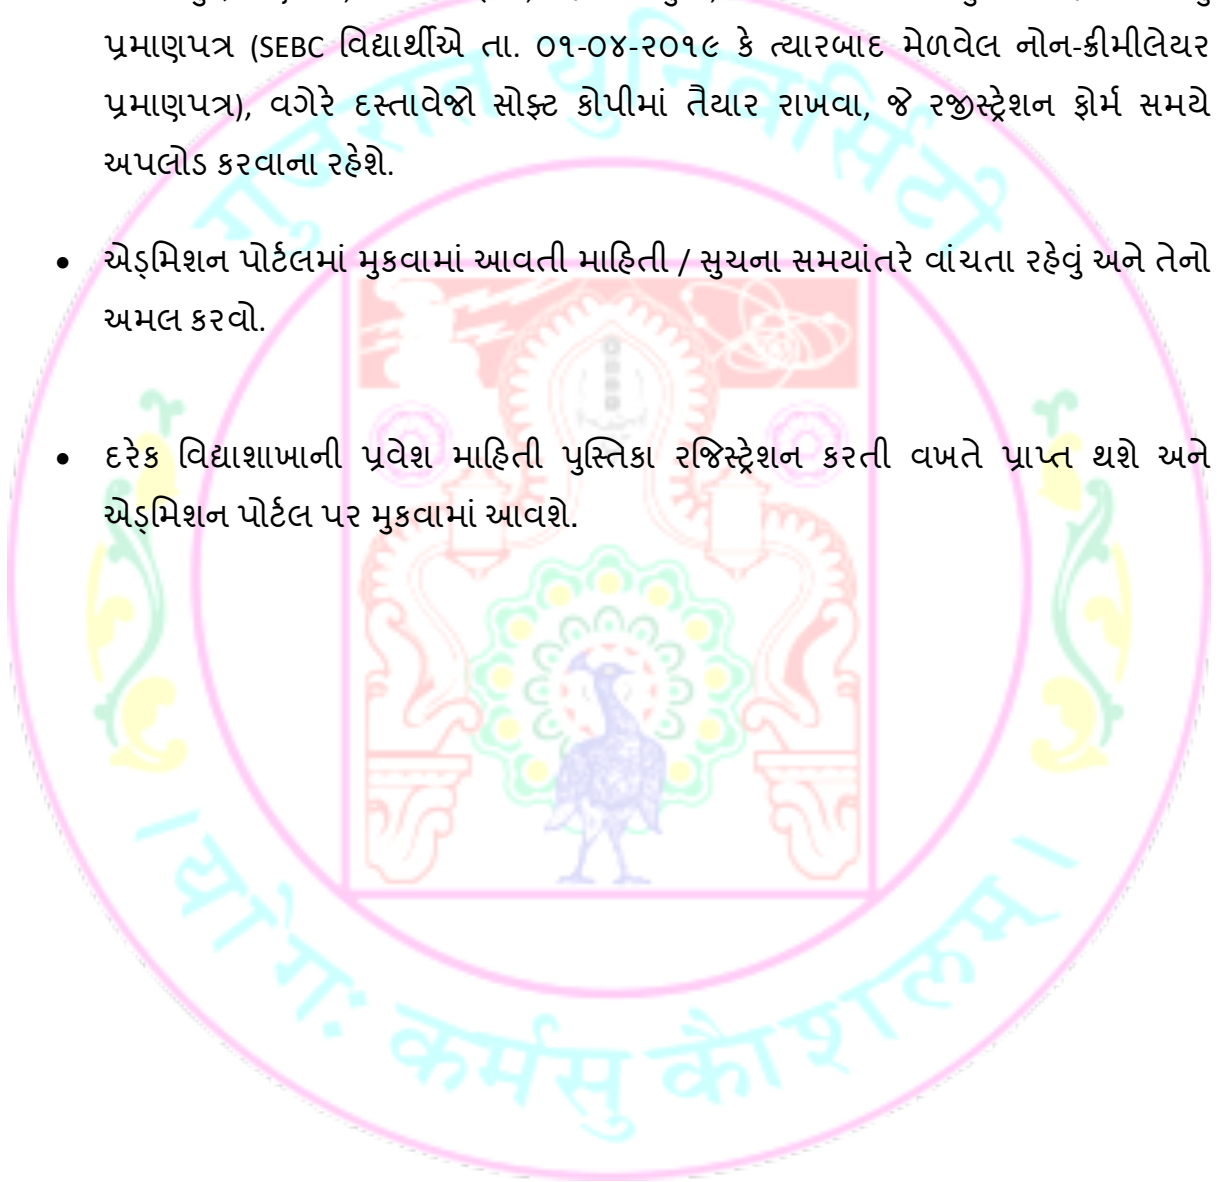 પ્રમાણપત્ર (SEBC વિદ્યાર્થીએ તા. ૦૧-૦૪-૨૦૧૯ કે ત્યારબાદ મેળવેલ નોન-ક્રીમીલેયર
પ્રમાણપત્ર), વગેરે દસ્તાવેજો સોફ્ટ કોપીમાં તૈયાર રાખવા, જે રજીસ્ટ્રેશન ફોર્મ સમયે
અપલોડ કરવાના રહેશે.
• એડ્મિશન પોર્ટલમાં મુકવામાં આવતી માહિતી / સુચના સમયાંતરે વાંચતા રહેવું અને તેનો
અમલ કરવો.
• દરેક વિદ્યાશાખાની પ્રવેશ માહિતી પુસ્તિકા રજિસ્ટ્રેશન કરતી વખતે પ્રાપ્ત થશે અને
એડ્મિશન પોર્ટલ પર મુકવામાં આવશે.
गुजरात युनिवर्सिटी
। योगः कर्मसु कौशलम् ।